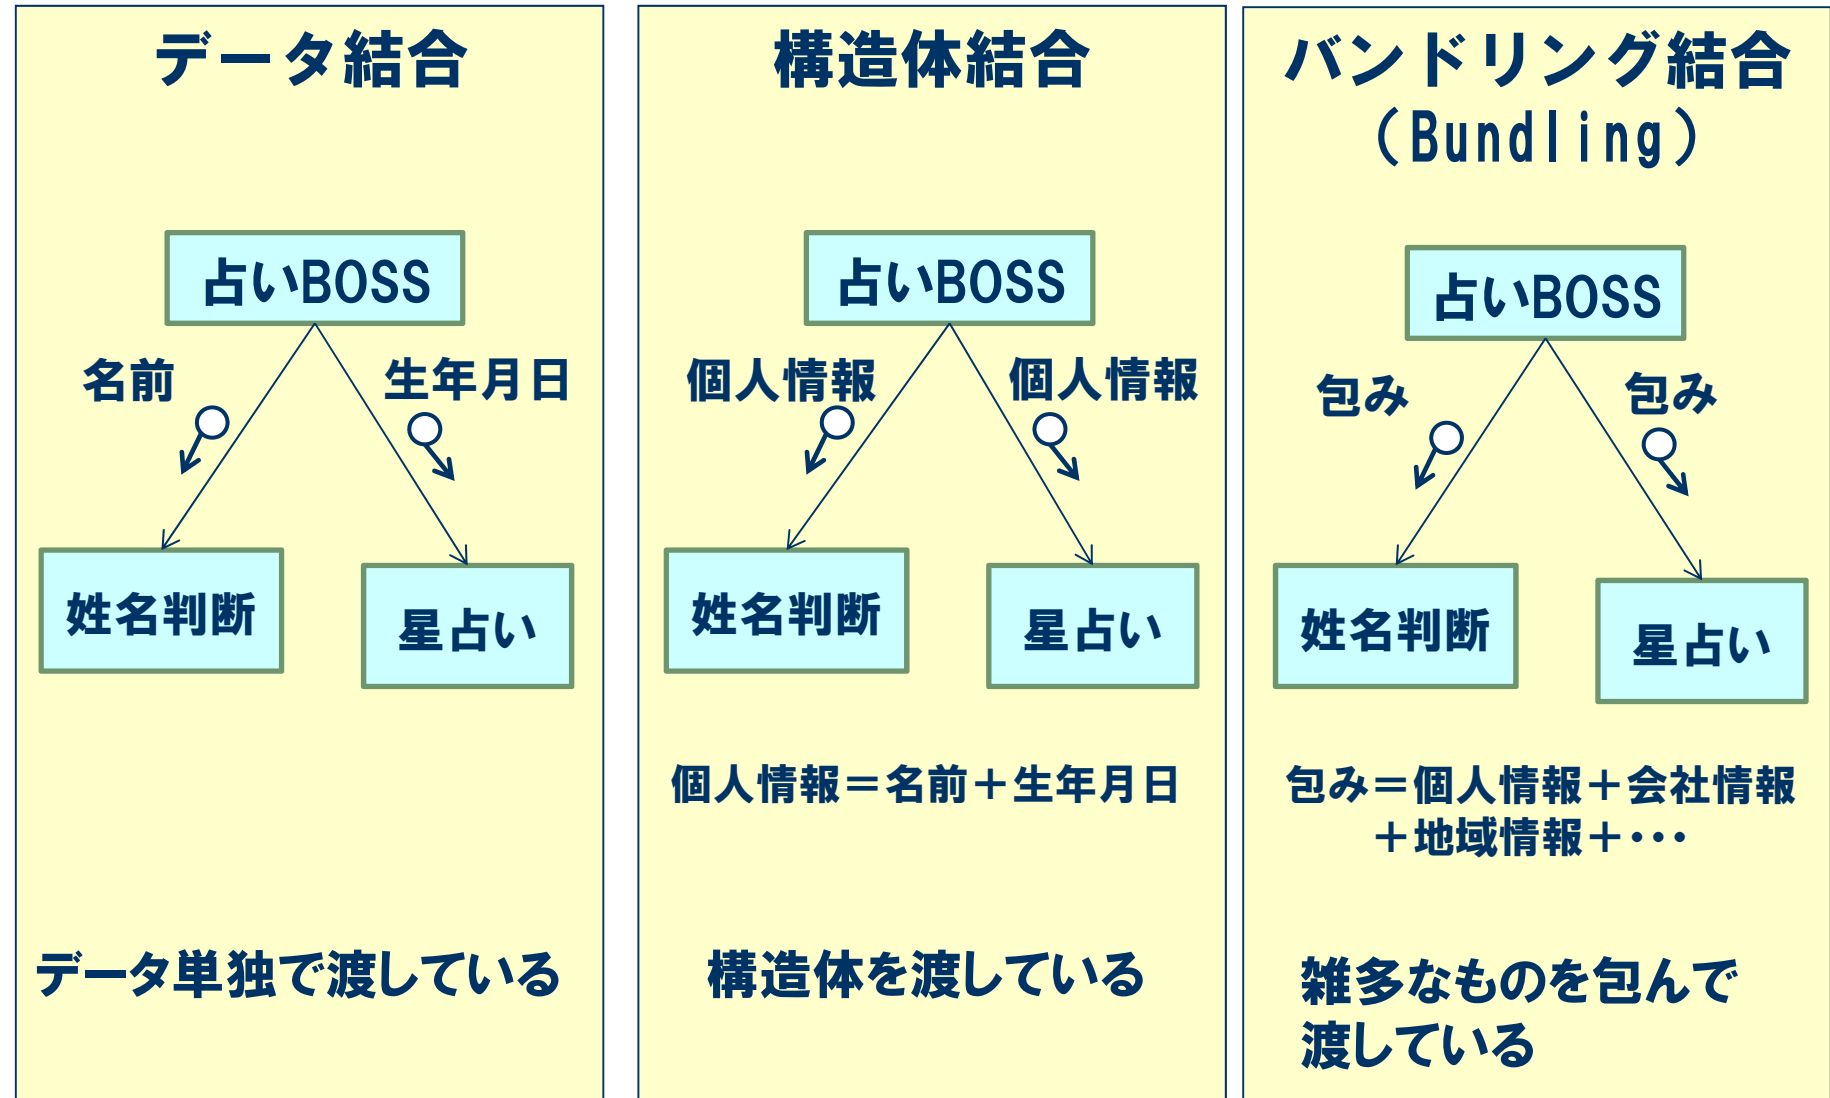 データ結合
占いBOSS
名前
生年月日
姓名判断
星占い
データ単独で渡している
構造体結合
占いBOSS
個人情報
個人情報
姓名判断
星占い
個人情報＝名前＋生年月日
構造体を渡している
バンドリング結合
（Bundling）
占いBOSS
包み
包み
姓名判断
星占い
包み＝個人情報＋会社情報
＋地域情報＋・・・
雑多なものを包んで
渡している